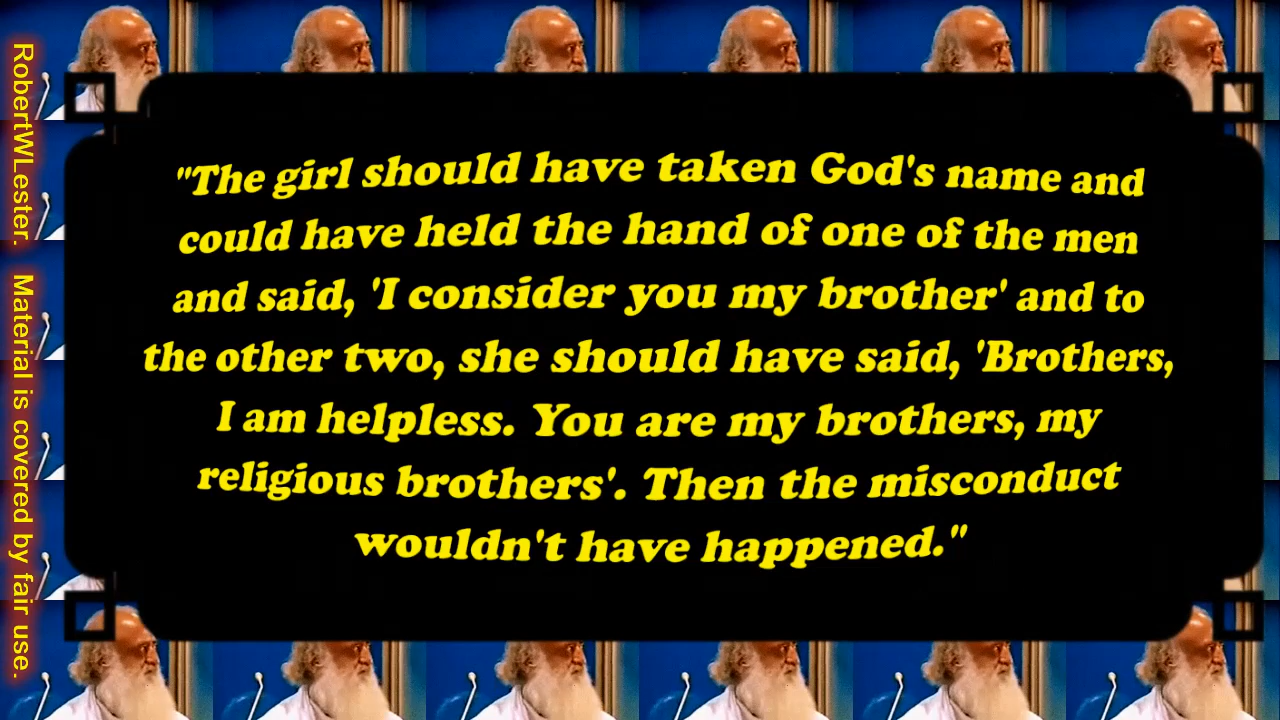 "The girl should have taken God's name and
could have held the hand of one of the men
and said, 'I consider you my brother' and to
the other two, she should have said, 'Brothers,
I am helpless. You are my brothers, my
religious brothers'. Then the misconduct
wouldn't have happened."
RobertWLester. Material is covered by fair use.